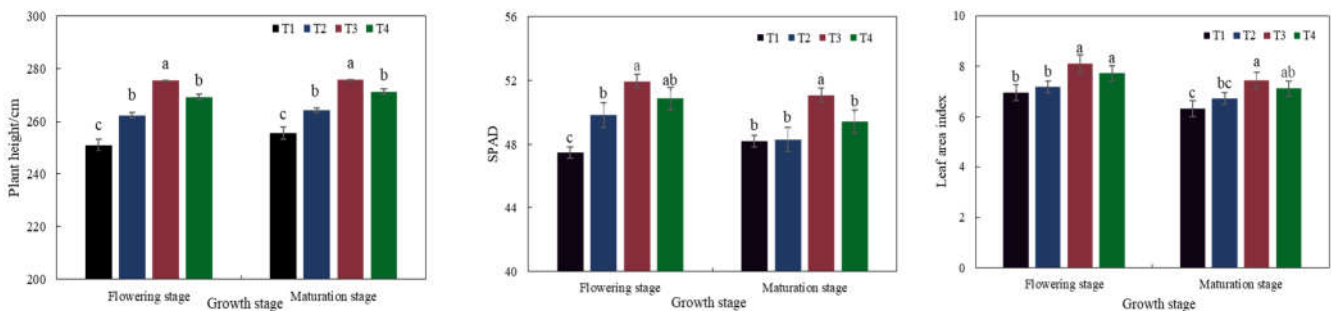 Plant height/cm
300
280
260
240
220
200
T1 T2 T3 T4
c b a b
c b a b
Flowering stage Maturation stage
Growth stage
SPAD
56
52
48
44
40
T1 T2 T3 T4
c b a ab
b b a b
Flowering stage Maturation stage
Growth stage
Leaf area index
10
8
6
4
2
0
T1 T2 T3 T4
b b a a
c bc a ab
Flowering stage Maturation stage
Growth stage